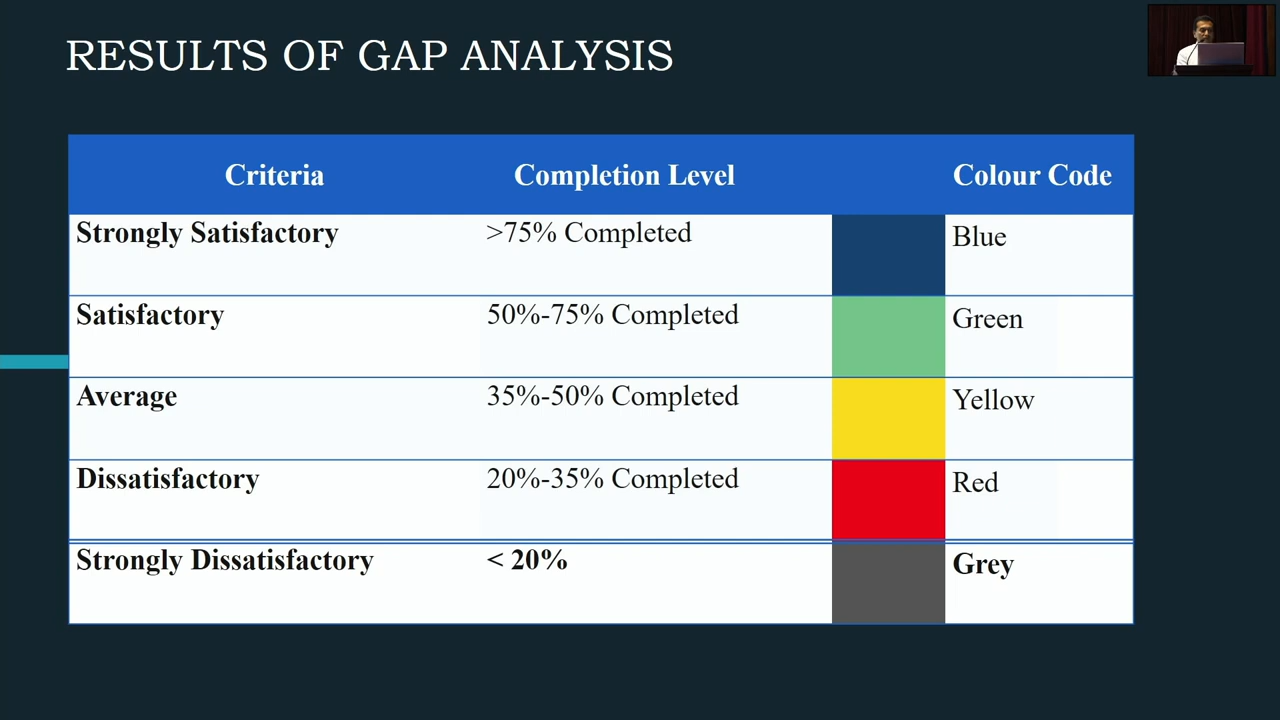 RESULTS OF GAP ANALYSIS
Criteria Completion Level Colour Code
Strongly Satisfactory >75% Completed Blue
Satisfactory 50%-75% Completed Green
Average 35%-50% Completed Yellow
Dissatisfactory 20%-35% Completed Red
Strongly Dissatisfactory < 20% Grey